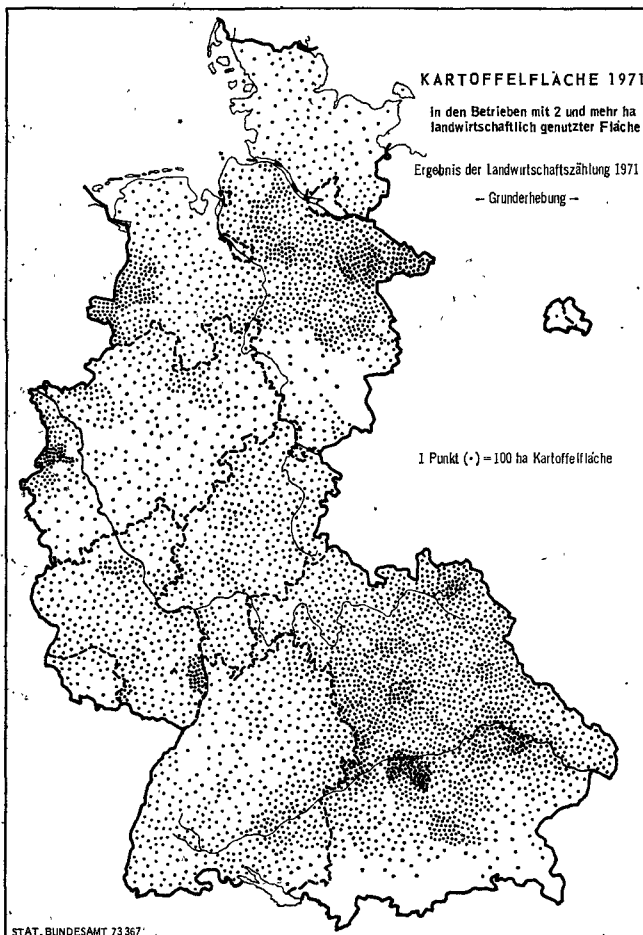 KARTOFFELFLÄCHE 1971
In den Betrieben mit 2 und mehr ha
landwirtschaftlich genutzter Fläche
Ergebnis der Landwirtschaftszählung 1971
– Grunderhebung –
1 Punkt (•) = 100 ha Kartoffelfläche
STAT. BUNDESAMT 73 367